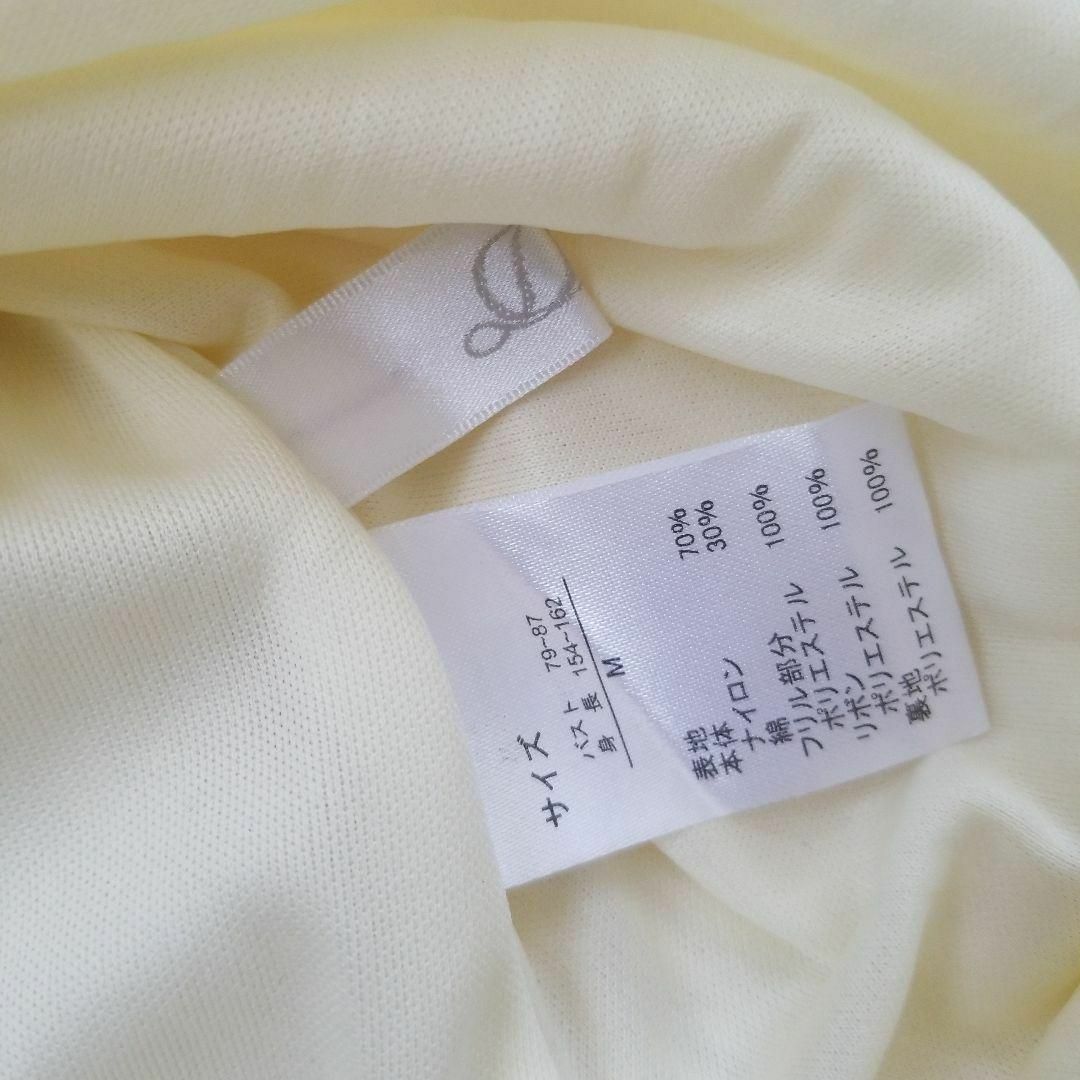 サイズ
バスト 79~87
身長 154~162
M
表地
本体
ナイロン 70%
綿 30%
フリル部分
ポリエステル 100%
リボン
ポリエステル 100%
裏地
ポリエステル 100%